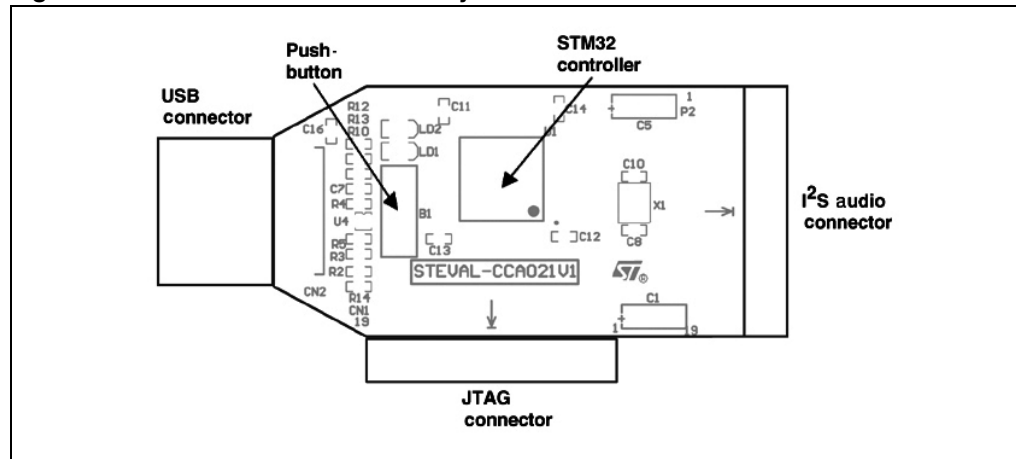 Push-
button
STM32
controller
USB
connector
R12
R13
R10
C16
C11
C14
1
P2
C5
LD2
LD1
C10
C7
R4
U4
B1
X1
I²S audio
connector
R5
R3
R2
C13
C12
C8
STEVAL-CCA021V1
ST®
CN2
R14
CN1
19
C1
1
19
JTAG
connector